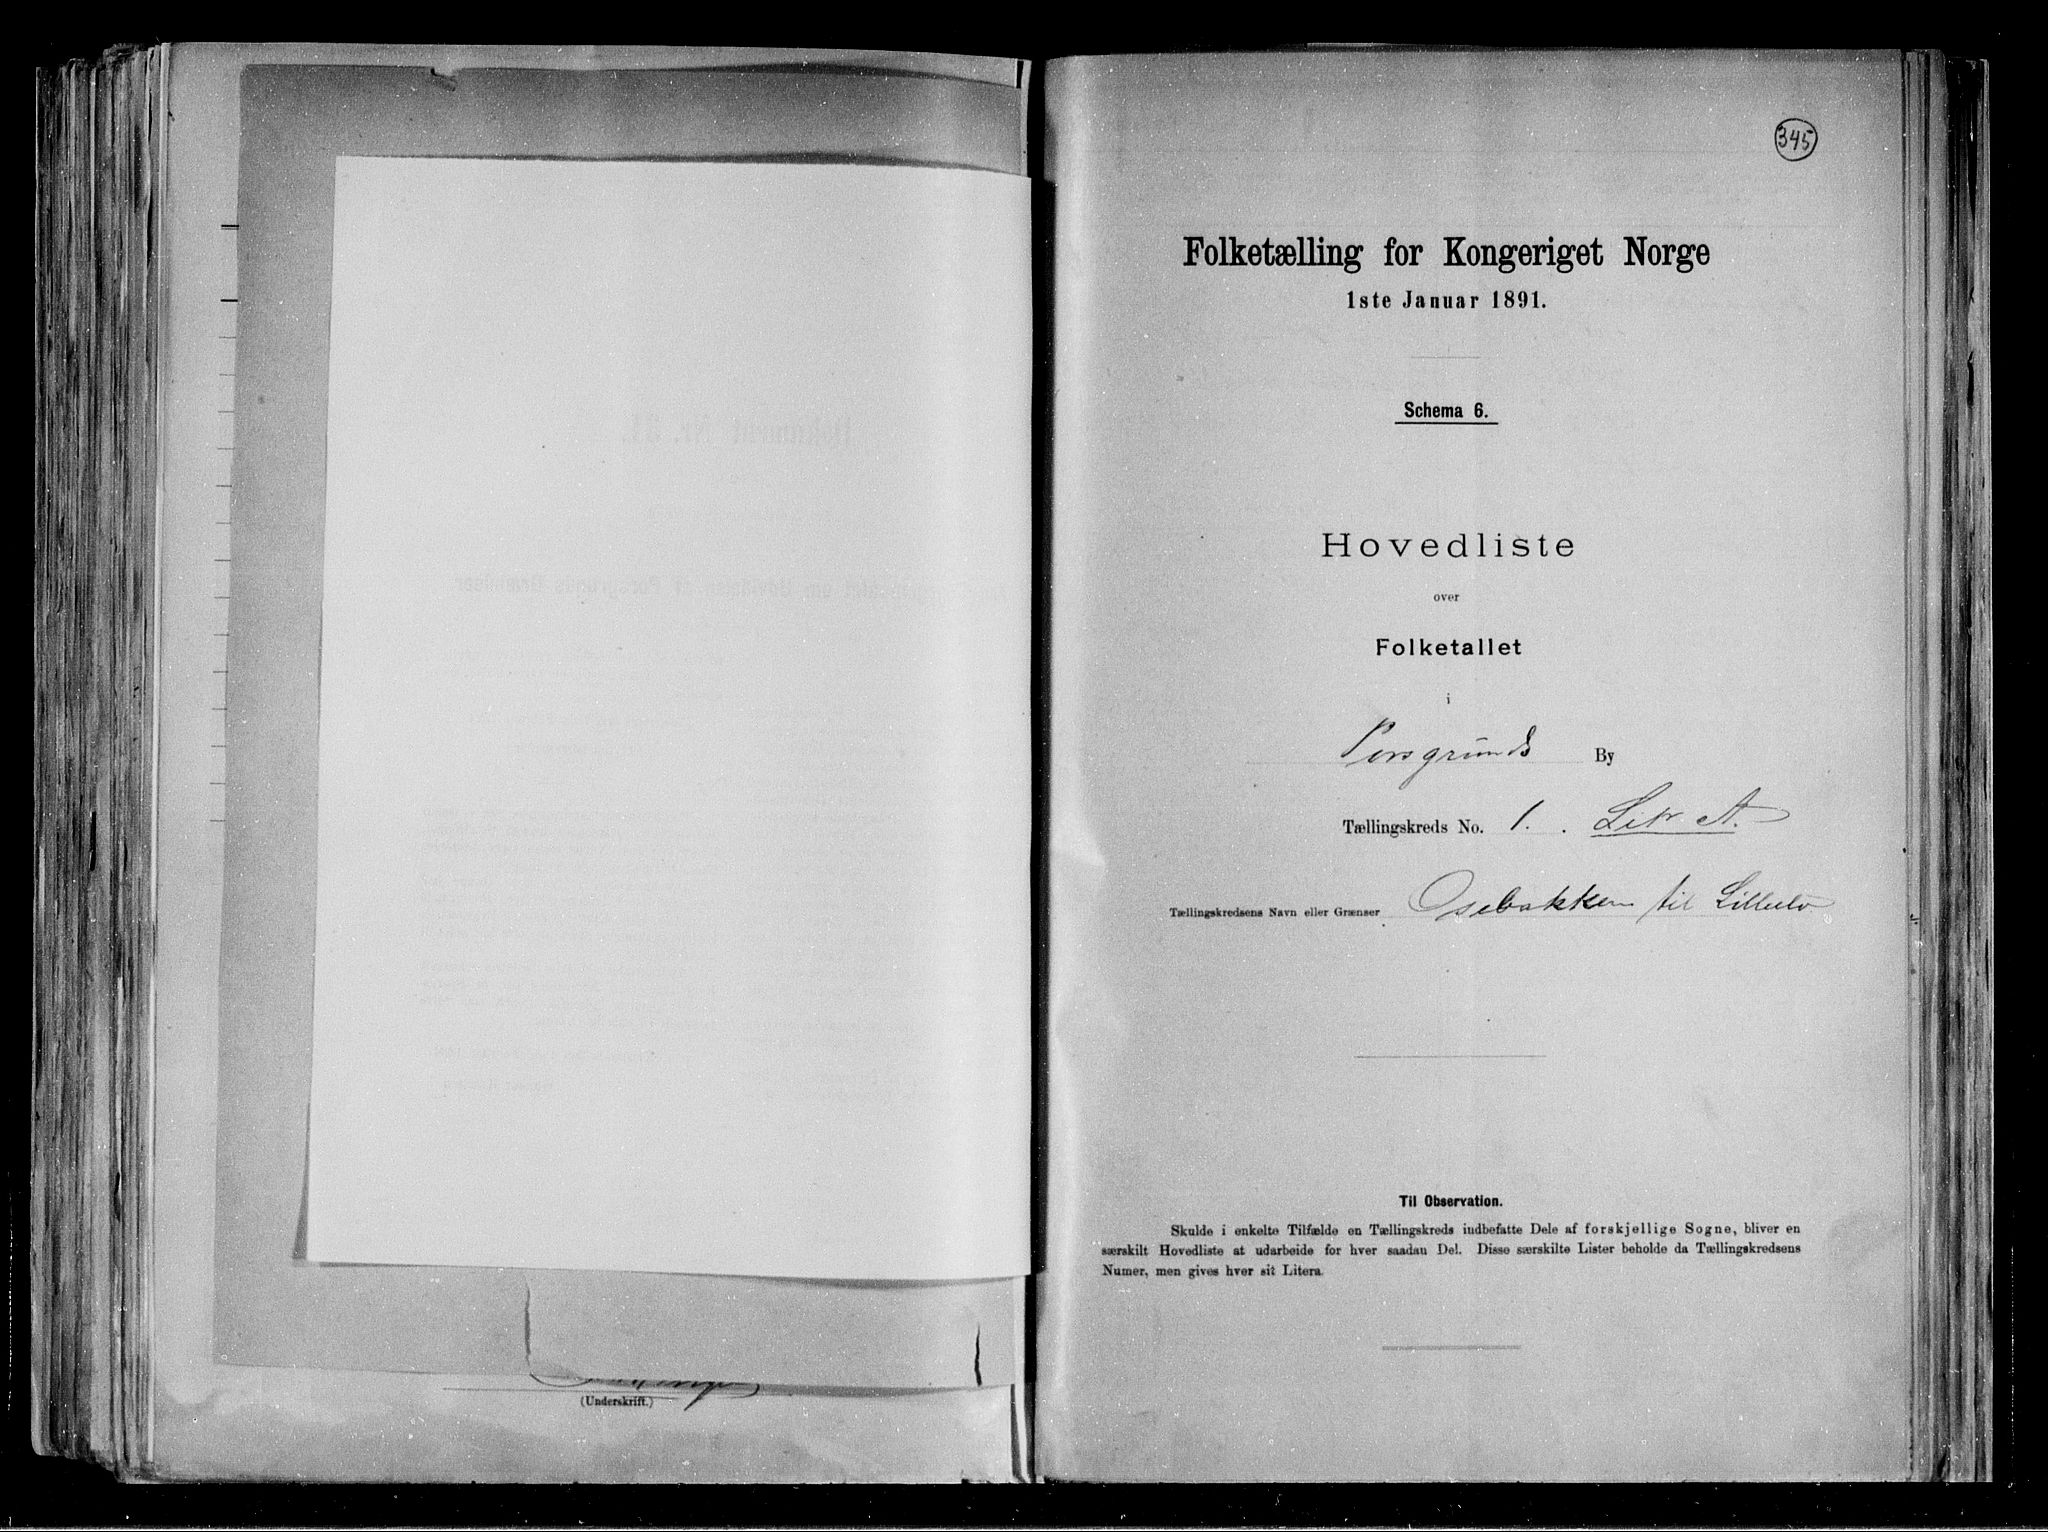 (Underskrift.)
345
Folketælling for Kongeriget Norge
1ste Januar 1891.
Schema 6.
Hovedliste
over
Folketallet
i
Porsgrunds By
Tællingskreds No. 1. Litr A.
Tællingskredsens Navn eller Grænser Osebakken til Lilleelv
Til Observation.
Skulde i enkelte Tilfælde en Tællingskreds indbefatte Dele af forskjellige Sogne, bliver en
særskilt Hovedliste at udarbeide for hver saadan Del. Disse særskilte Lister beholde da Tællingskredsens
Numer, men gives hver sit Litera.